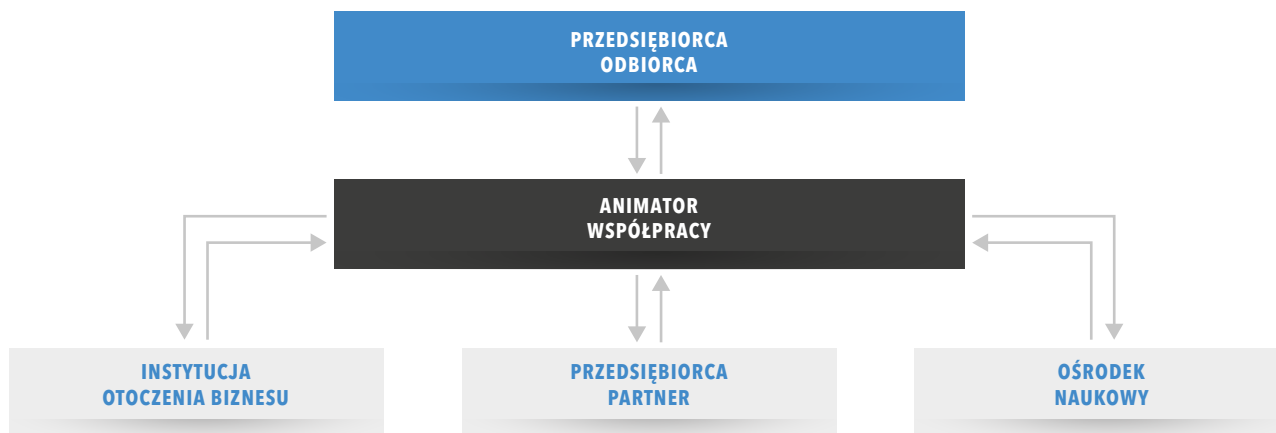 PRZEDSIĘBIORCA
ODBIORCA
ANIMATOR
WSPÓŁPRACY
INSTYTUCJA
OTOCZENIA BIZNESU
PRZEDSIĘBIORCA
PARTNER
OŚRODEK
NAUKOWY